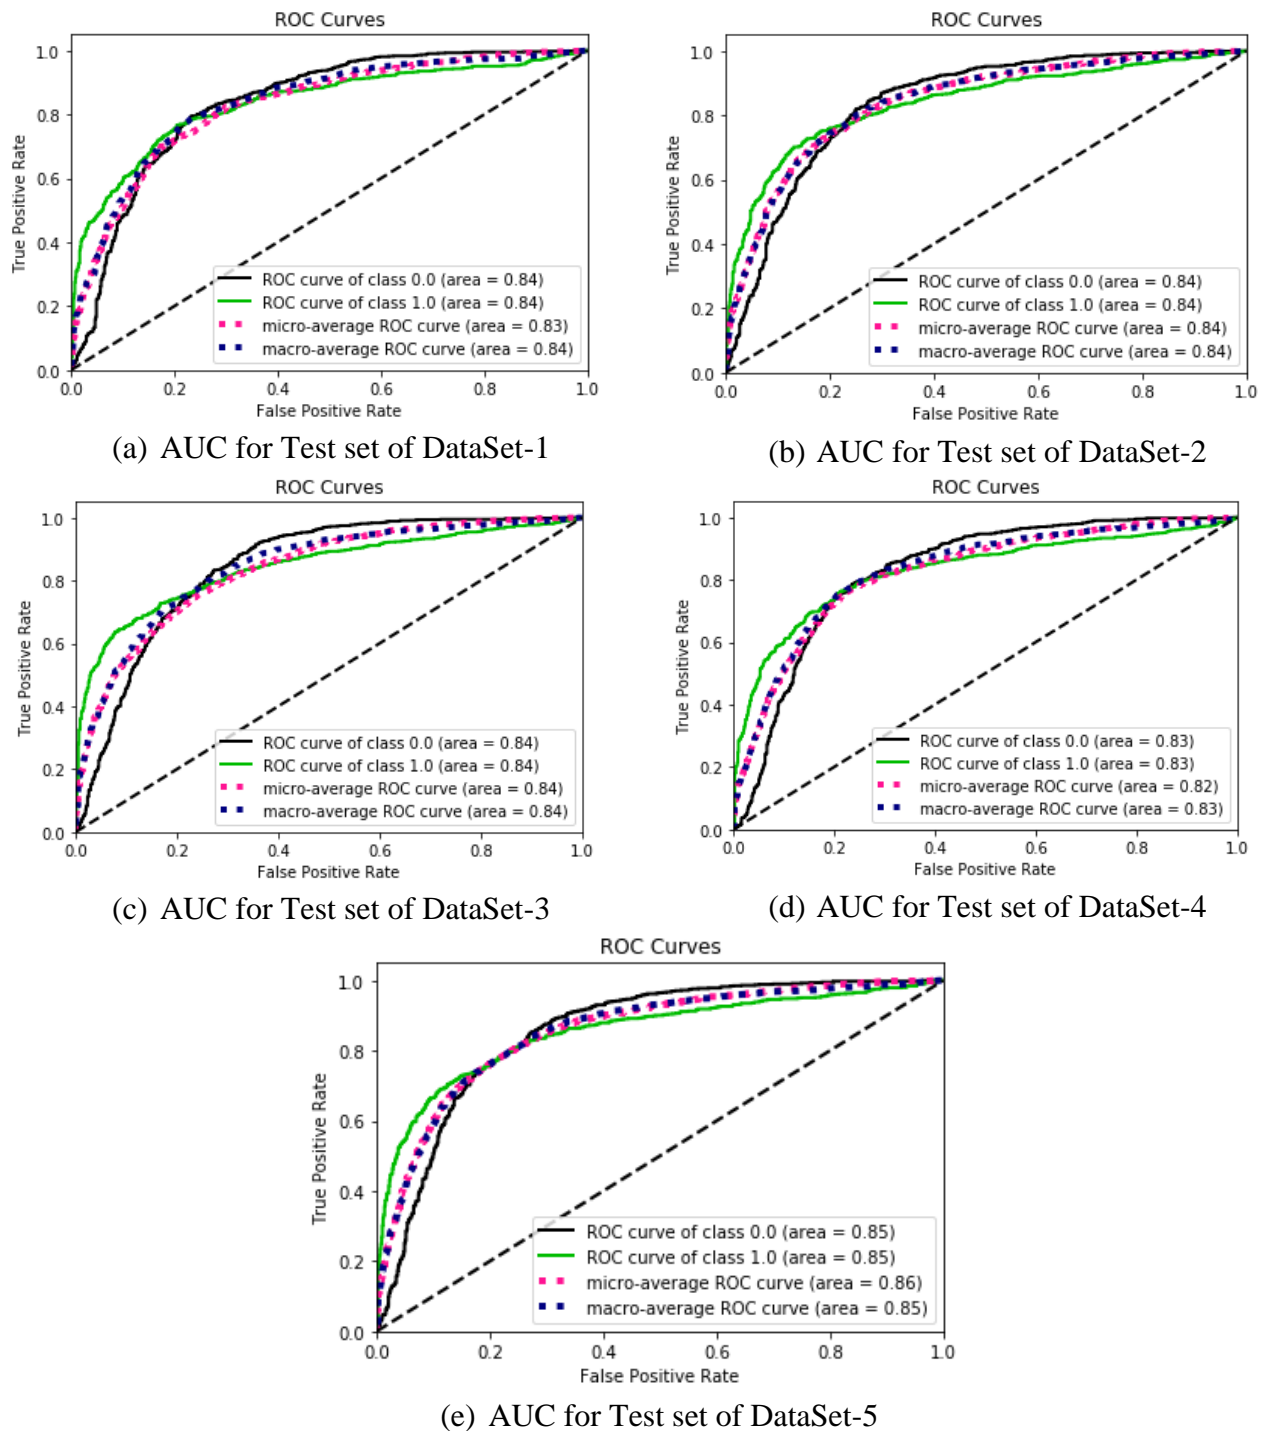 ROC Curves
True Positive Rate
1.0
0.8
0.6
0.4
0.2
0.0
ROC curve of class 0.0 (area = 0.84)
ROC curve of class 1.0 (area = 0.84)
micro-average ROC curve (area = 0.83)
macro-average ROC curve (area = 0.84)
0.0 0.2 0.4 0.6 0.8 1.0
False Positive Rate
(a) AUC for Test set of DataSet-1
ROC Curves
True Positive Rate
1.0
0.8
0.6
0.4
0.2
0.0
ROC curve of class 0.0 (area = 0.84)
ROC curve of class 1.0 (area = 0.84)
micro-average ROC curve (area = 0.84)
macro-average ROC curve (area = 0.84)
0.0 0.2 0.4 0.6 0.8 1.0
False Positive Rate
(b) AUC for Test set of DataSet-2
ROC Curves
True Positive Rate
1.0
0.8
0.6
0.4
0.2
0.0
ROC curve of class 0.0 (area = 0.84)
ROC curve of class 1.0 (area = 0.84)
micro-average ROC curve (area = 0.84)
macro-average ROC curve (area = 0.84)
0.0 0.2 0.4 0.6 0.8 1.0
False Positive Rate
(c) AUC for Test set of DataSet-3
ROC Curves
True Positive Rate
1.0
0.8
0.6
0.4
0.2
0.0
ROC curve of class 0.0 (area = 0.83)
ROC curve of class 1.0 (area = 0.83)
micro-average ROC curve (area = 0.82)
macro-average ROC curve (area = 0.83)
0.0 0.2 0.4 0.6 0.8 1.0
False Positive Rate
(d) AUC for Test set of DataSet-4
ROC Curves
True Positive Rate
1.0
0.8
0.6
0.4
0.2
0.0
ROC curve of class 0.0 (area = 0.85)
ROC curve of class 1.0 (area = 0.85)
micro-average ROC curve (area = 0.86)
macro-average ROC curve (area = 0.85)
0.0 0.2 0.4 0.6 0.8 1.0
False Positive Rate
(e) AUC for Test set of DataSet-5